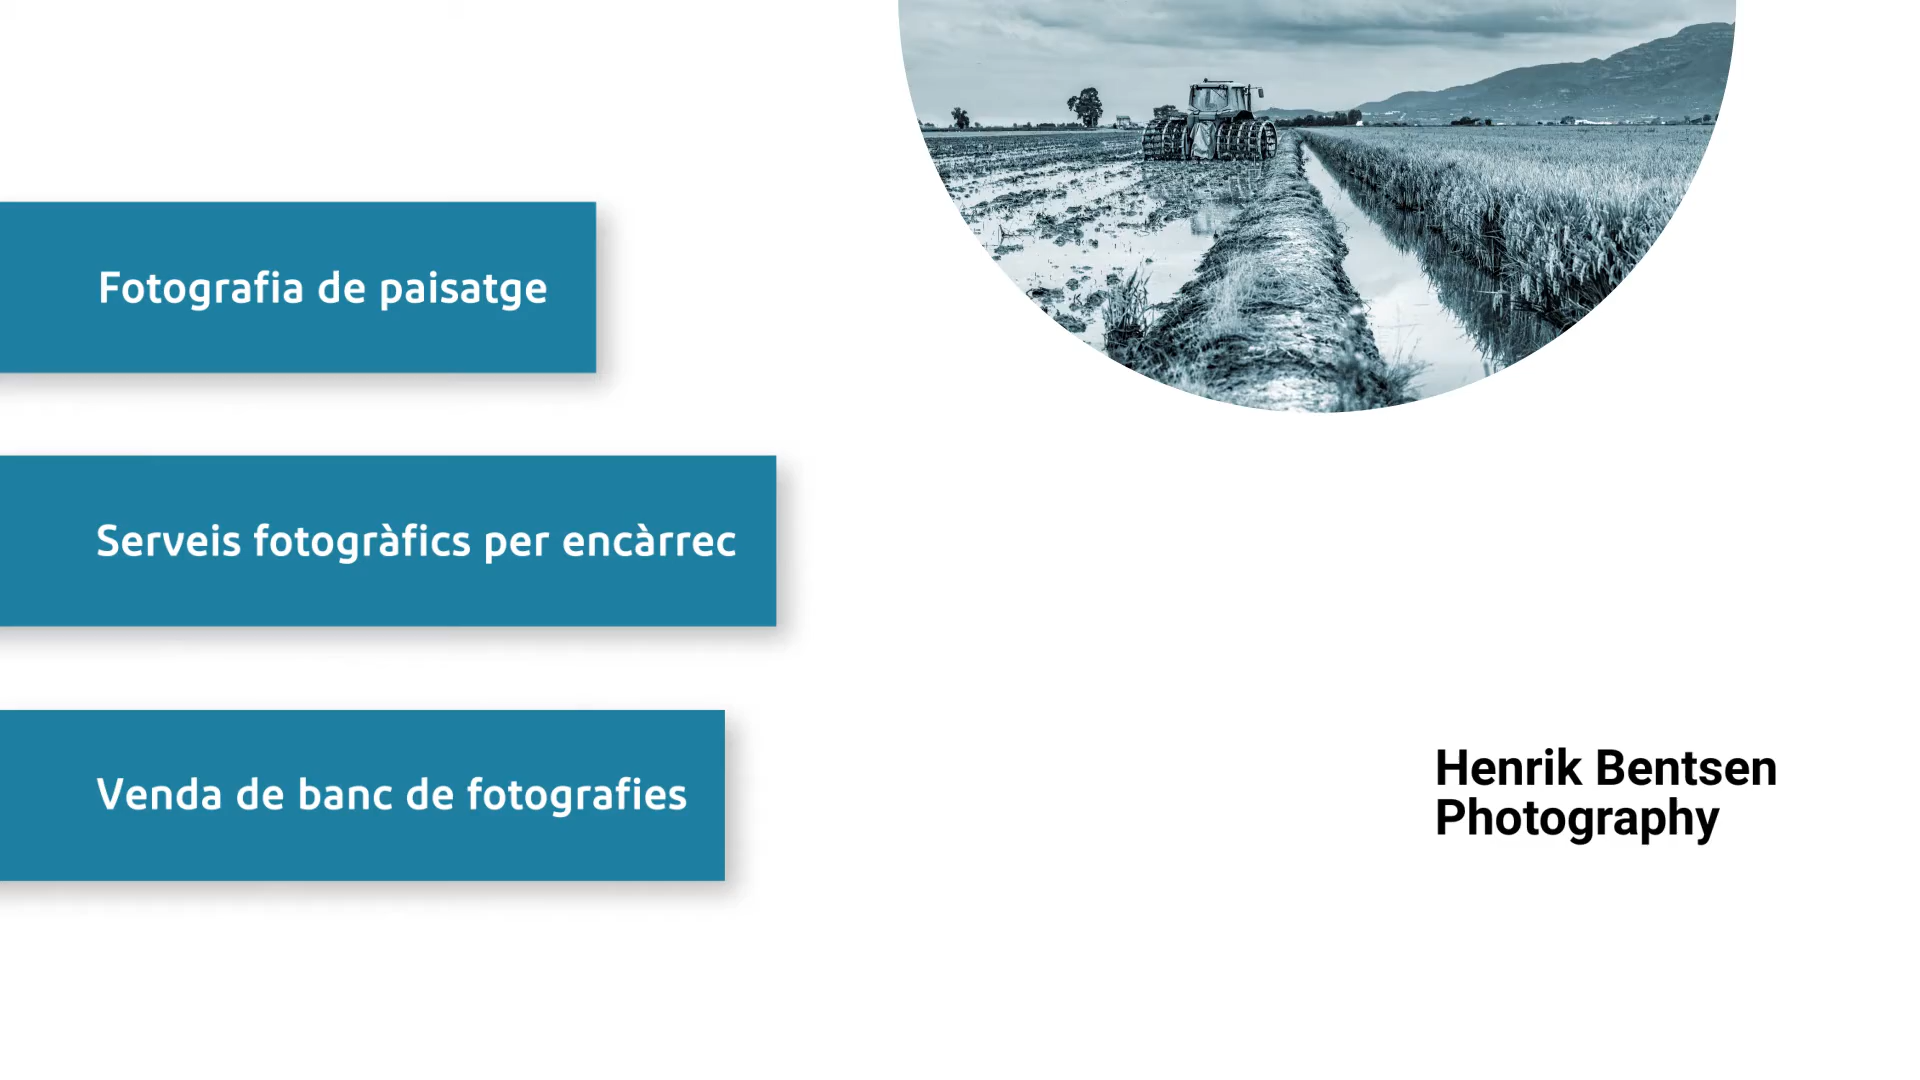 Fotografia de paisatge
Serveis fotogràfics per encàrrec
Venda de banc de fotografies
Henrik Bentsen
Photography